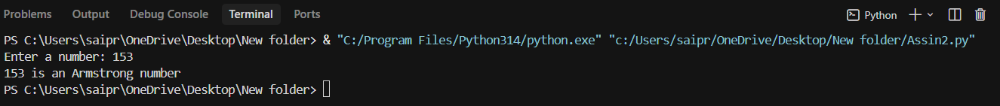 Problems Output Debug Console Terminal Ports Python
PS C:\Users\saipr\OneDrive\Desktop\New folder> & "C:/Program Files/Python314/python.exe" "c:/Users/saipr/OneDrive/Desktop/New folder/Assin2.py"
Enter a number: 153
153 is an Armstrong number
PS C:\Users\saipr\OneDrive\Desktop\New folder>